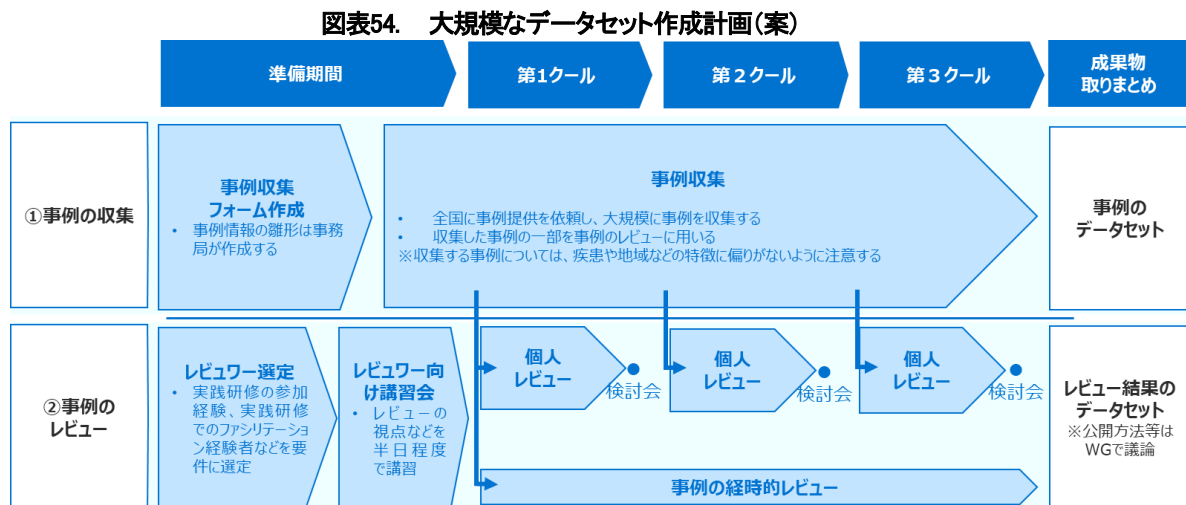 図表54. 大規模なデータセット作成計画(案)
準備期間
第1クール
第２クール
第３クール
成果物
取りまとめ
①事例の収集
事例収集
フォーム作成
• 事例情報の雛形は事務
局が作成する
事例収集
• 全国に事例提供を依頼し、大規模に事例を収集する
• 収集した事例の一部を事例のレビューに用いる
※収集する事例については、疾患や地域などの特徴に偏りがないように注意する
事例の
データセット
②事例の
レビュー
レビュワー選定
• 実践研修の参加
経験、実践研修
でのファシリテーショ
ン経験者などを要
件に選定
レビュワー向
け講習会
• レビューの
視点などを
半日程度
で講習
個人
レビュー
検討会
個人
レビュー
検討会
個人
レビュー
検討会
事例の経時的レビュー
レビュー結果の
データセット
※公開方法等は
WGで議論